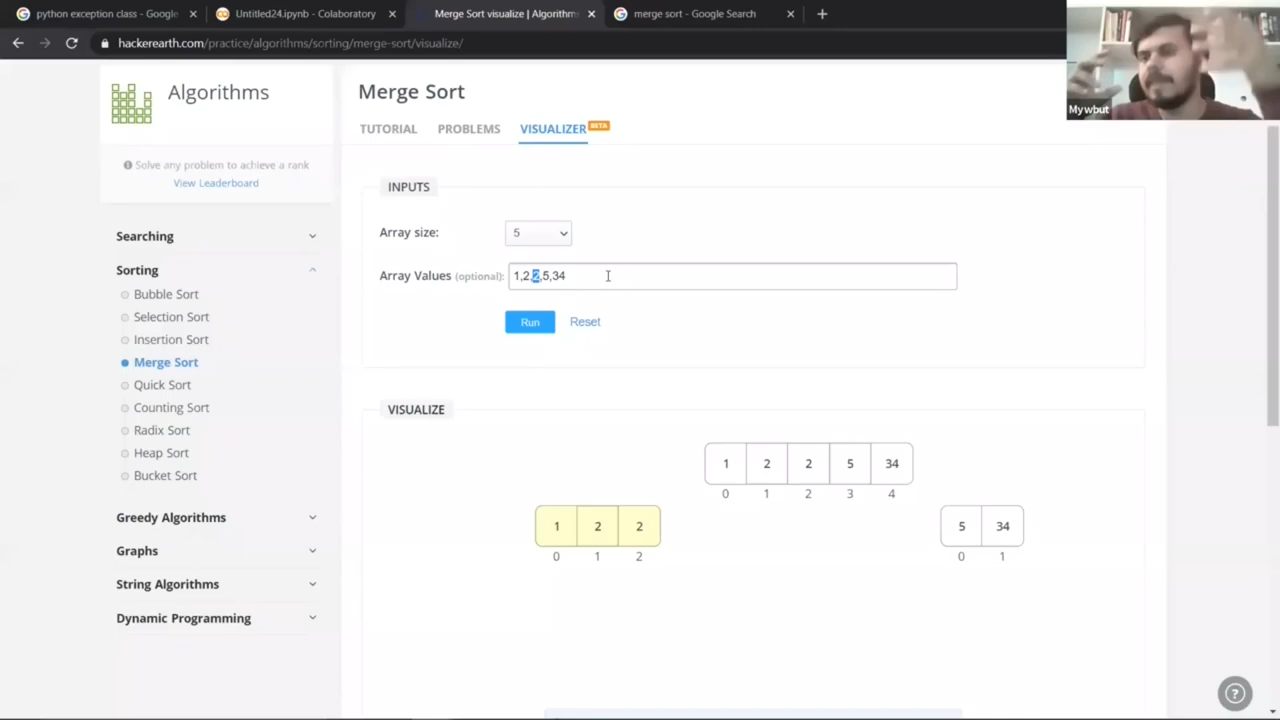 python exception class - Google
Untitled24.ipynb - Colaboratory
Merge Sort visualize | Algorithm
merge sort - Google Search
hackerearth.com/practice/algorithms/sorting/merge-sort/visualize/
Mywbut
Algorithms
Solve any problem to achieve a rank
View Leaderboard
Searching
Sorting
Bubble Sort
Selection Sort
Insertion Sort
Merge Sort
Quick Sort
Counting Sort
Radix Sort
Heap Sort
Bucket Sort
Greedy Algorithms
Graphs
String Algorithms
Dynamic Programming
Merge Sort
TUTORIAL PROBLEMS VISUALIZER BETA
INPUTS
Array size: 5
Array Values (optional): 1,2,2,5,34
Run Reset
VISUALIZE
1 2 2 5 34
0 1 2 3 4
1 2 2 5 34
0 1 2 0 1
?